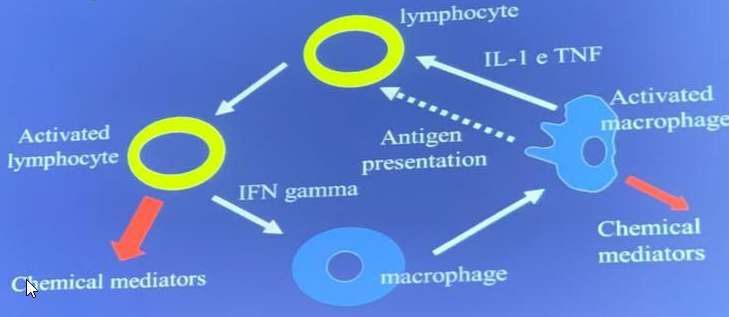 lymphocyte
IL-1 e TNF
Activated
macrophage
Activated
lymphocyte
Antigen
presentation
IFN gamma
Chemical
mediators
Chemical mediators
macrophage